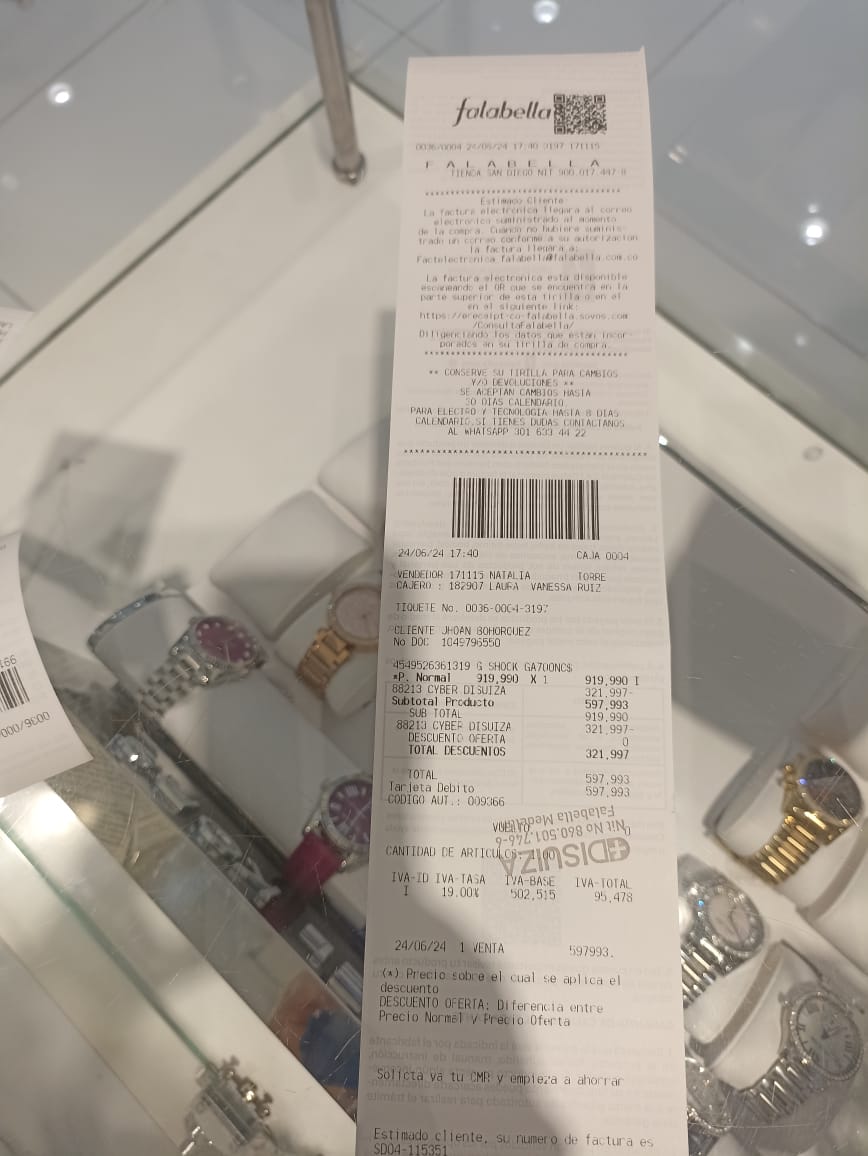 falabella
0036/0004 24/06/24 17:40 3197 171115
F A L A B E L L A
TIENDA SAN DIEGO NIT 900.017.447-8
Estimado Cliente
La factura electronica llegara al correo
electronico suministrado al momento
de la compra. Cuando no hubiera suminis-
trado un correo conforme a su autorizacion
la factura llegara a:
Factelectronica_falabella@falabella.com.co
La factura electronica esta disponible
escaneando el QR que se encuentra en la
parte superior de esta tirilla o en el
en el siguiente link:
https://ereceipt-co-falabella.sovos.com
/ConsultaFalabella/
Diligenciando los datos que estan incor
porados en su tirilla de compra.
** CONSERVE SU TIRILLA PARA CAMBIOS
Y/O DEVOLUCIONES **
SE ACEPTAN CAMBIOS HASTA
30 DIAS CALENDARIO.
PARA ELECTRO Y TECNOLOGIA HASTA 8 DIAS
CALENDARIO.SI TIENES DUDAS CONTACTANOS
AL WHATSAPP 301 633 44 22
24/06/24 17:40 CAJA 0004
VENDEDOR 171115 NATALIA TORRE
CAJERO : 182907 LAURA VANESSA RUIZ
TIQUETE No. 0036-0004-3197
CLIENTE JHOAN BOHORQUEZ
No DOC 1049796550
4549526361319 G SHOCK GA700NC$
*P. Normal 919,990 X 1 919,990 I
88213 CYBER DISUIZA 321,997-
Subtotal Producto 597,993
SUB TOTAL 919,990
88213 CYBER DISUIZA 321,997-
DESCUENTO OFERTA 0
TOTAL DESCUENTOS 321,997
TOTAL 597,993
Tarjeta Debito 597,993
CODIGO AUT.: 009366
VUELTO
CANTIDAD DE ARTICULOS:
DISUIZA
Nit No 860.501.746-6
Falabella
IVA-ID IVA-TASA IVA-BASE IVA-TOTAL
I 19.00% 502,515 95,478
24/06/24 1 VENTA 597993.
(*) Precio sobre el cual se aplica el
descuento
DESCUENTO OFERTA: Diferencia entre
Precio Normal y Precio Oferta
Solicta ya tu CMR y empieza a ahorrar
Estimado cliente, su numero de factura es
SD04-115351
0036/000